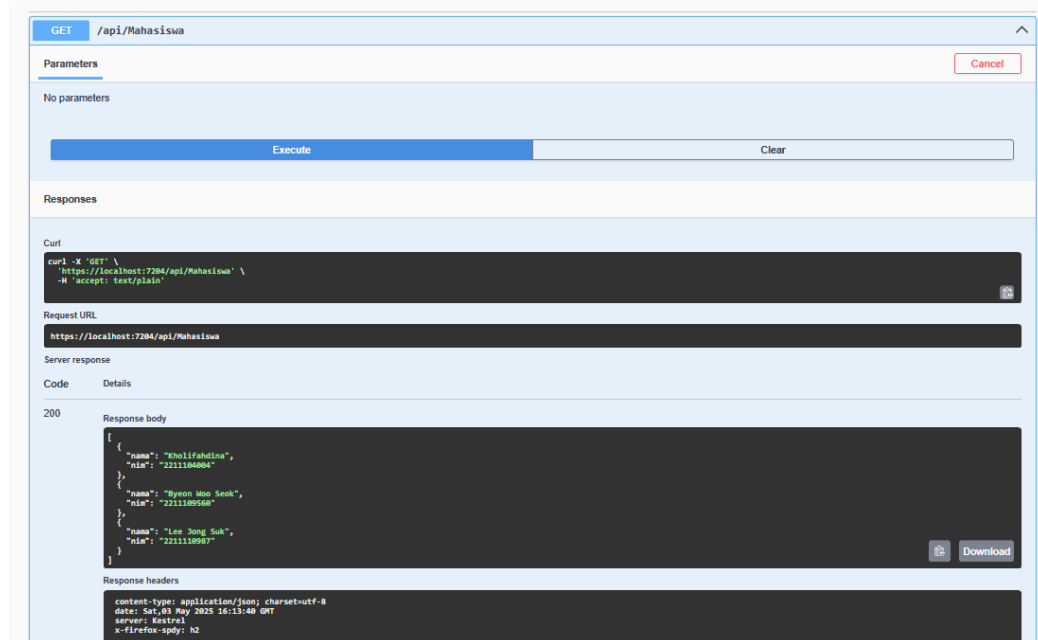 GET /api/Mahasiswa
Parameters Cancel
No parameters
Execute Clear
Responses
Curl
curl -X 'GET' \
  'https://localhost:7204/api/Mahasiswa' \
  -H 'accept: text/plain'
Request URL
https://localhost:7204/api/Mahasiswa
Server response
Code Details
200
Response body
[
  {
    "nama": "Kholifahdina",
    "nim": "2211104004"
  },
  {
    "nama": "Byeon Woo Seok",
    "nim": "2211109560"
  },
  {
    "nama": "Lee Jong Suk",
    "nim": "2211110987"
  }
]
Download
Response headers
content-type: application/json; charset=utf-8
date: Sat,03 May 2025 16:13:40 GMT
server: Kestrel
x-firefox-spdy: h2